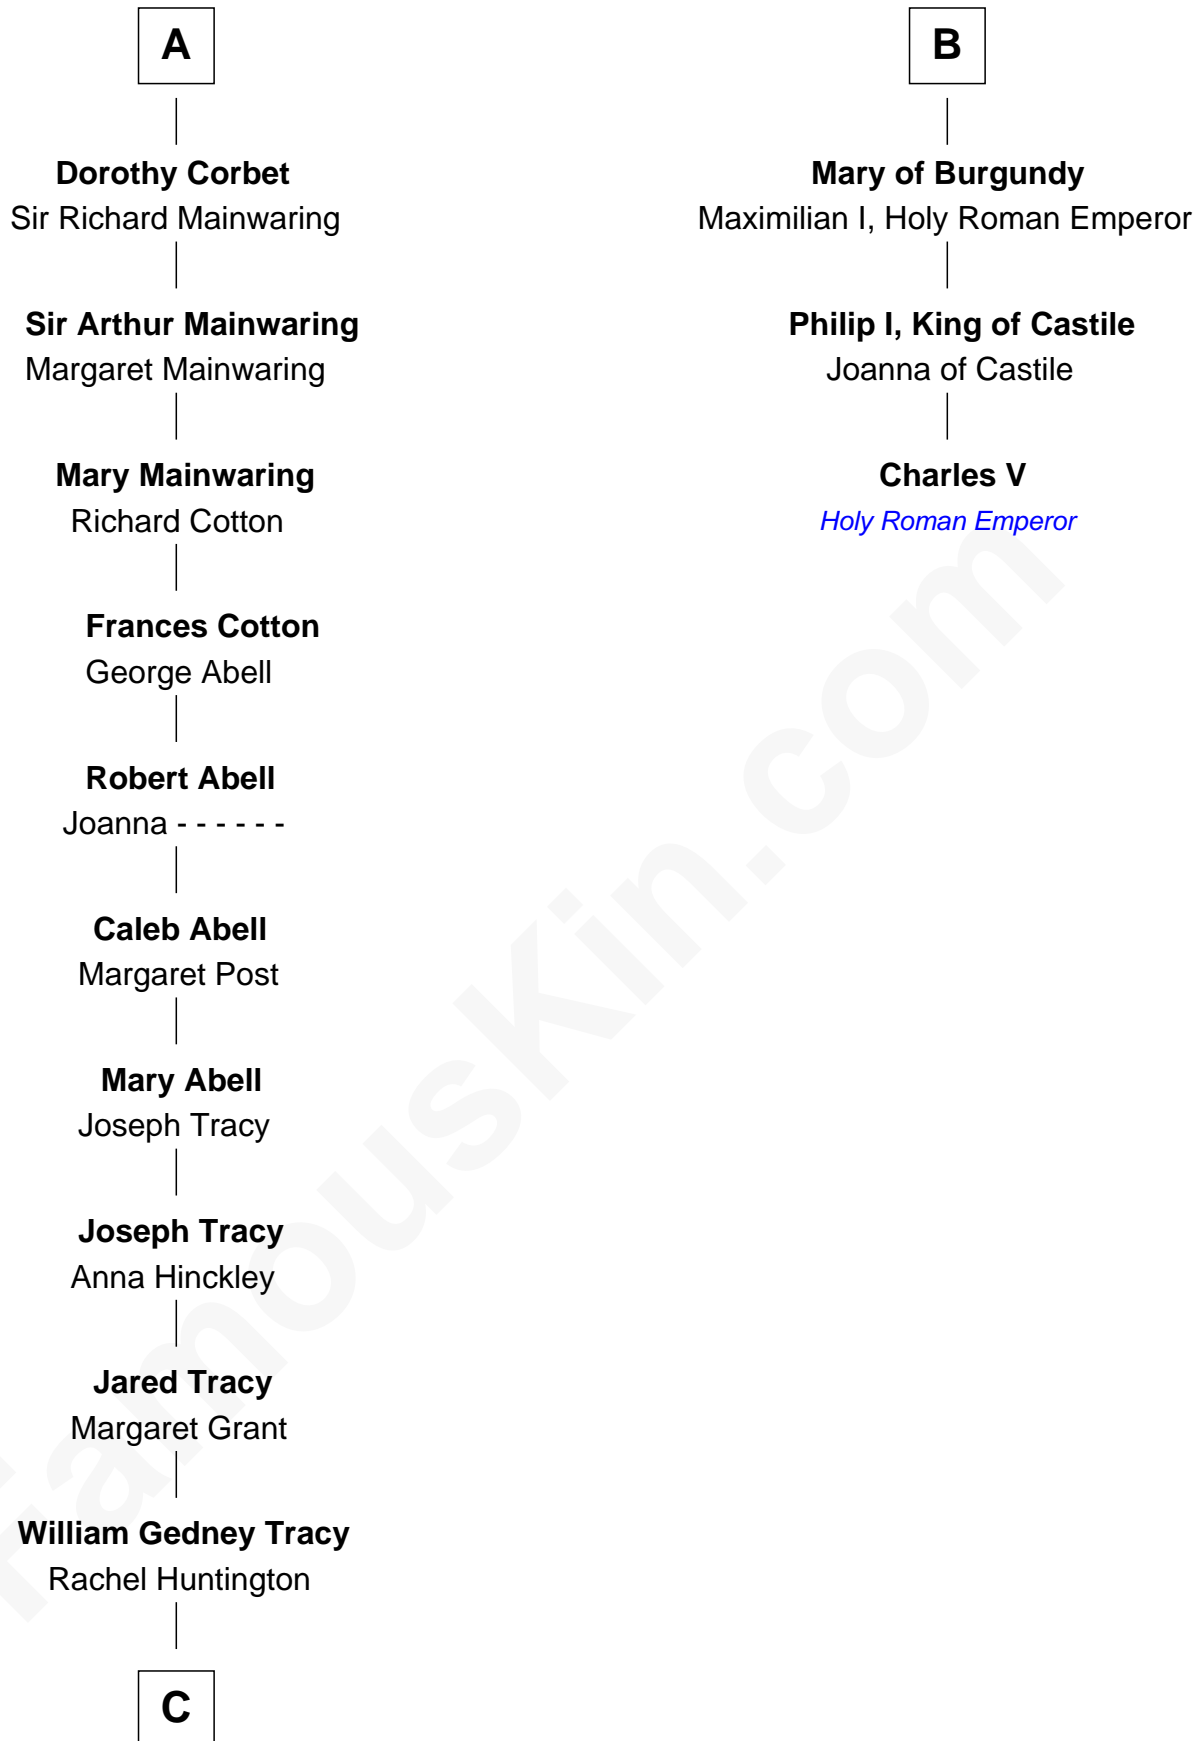 A
Dorothy Corbet
Sir Richard Mainwaring
Sir Arthur Mainwaring
Margaret Mainwaring
Mary Mainwaring
Richard Cotton
Frances Cotton
George Abell
Robert Abell
Joanna - - - - - -
Caleb Abell
Margaret Post
Mary Abell
Joseph Tracy
Joseph Tracy
Anna Hinckley
Jared Tracy
Margaret Grant
William Gedney Tracy
Rachel Huntington
C
B
Mary of Burgundy
Maximilian I, Holy Roman Emperor
Philip I, King of Castile
Joanna of Castile
Charles V
Holy Roman Emperor
FamousKin.com